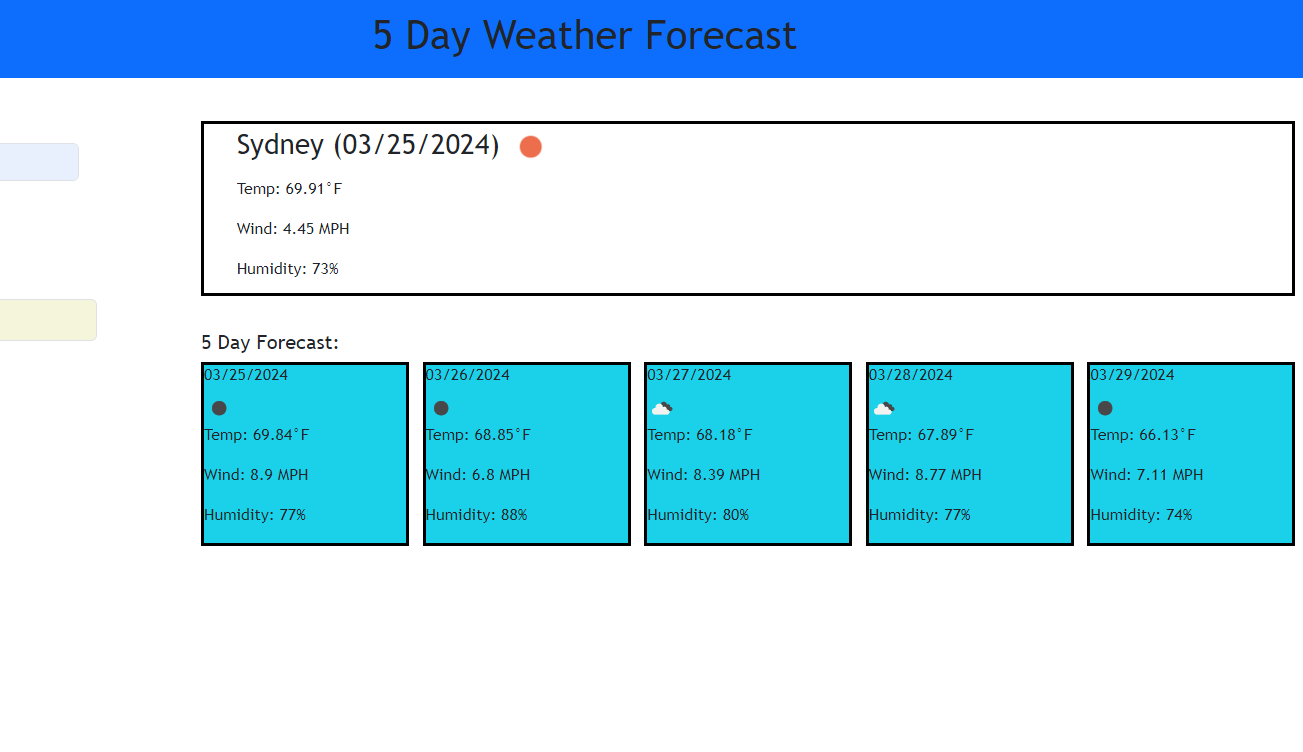 5 Day Weather Forecast
Sydney (03/25/2024)
Temp: 69.91°F
Wind: 4.45 MPH
Humidity: 73%
5 Day Forecast:
03/25/2024
Temp: 69.84°F
Wind: 8.9 MPH
Humidity: 77%
03/26/2024
Temp: 68.85°F
Wind: 6.8 MPH
Humidity: 88%
03/27/2024
Temp: 68.18°F
Wind: 8.39 MPH
Humidity: 80%
03/28/2024
Temp: 67.89°F
Wind: 8.77 MPH
Humidity: 77%
03/29/2024
Temp: 66.13°F
Wind: 7.11 MPH
Humidity: 74%